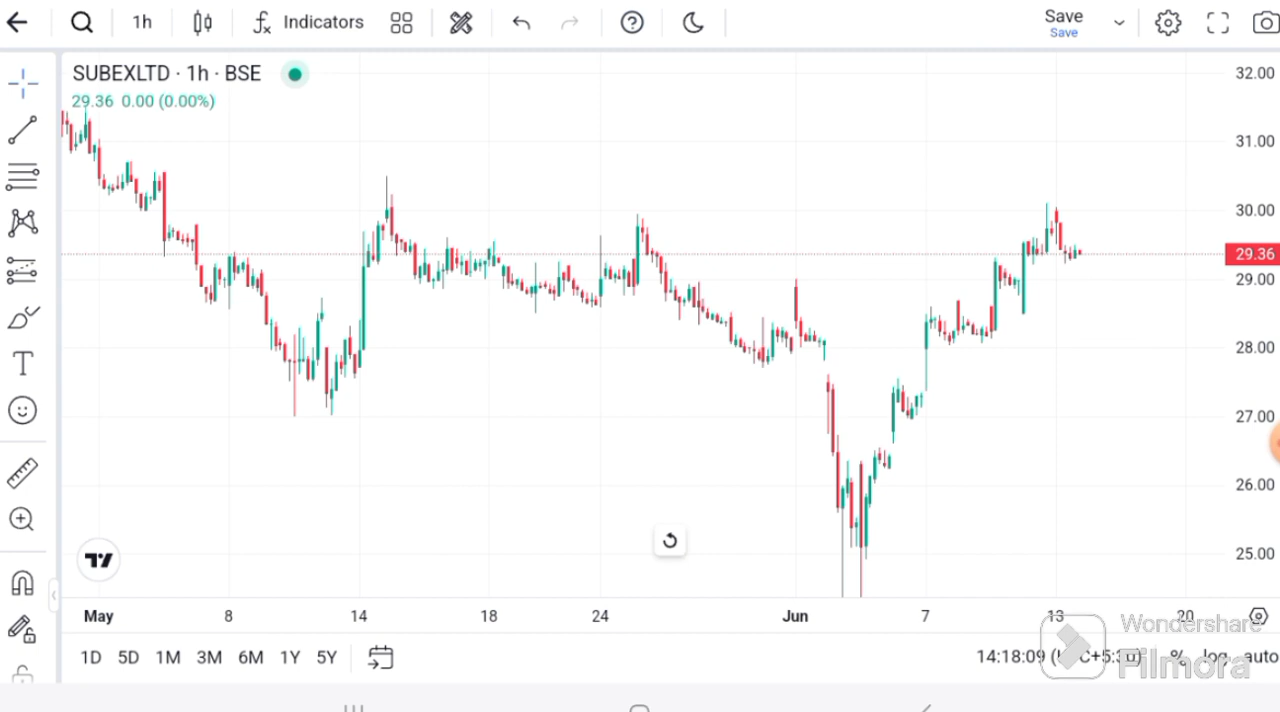 1h Indicators Save
Save
SUBEXLTD · 1h · BSE
29.36 0.00 (0.00%)
32.00
31.00
30.00
29.36
29.00
28.00
27.00
26.00
25.00
May 8 14 18 24 Jun 7 13 20
1D 5D 1M 3M 6M 1Y 5Y
14:18:09 % log auto
Wondershare
Filmora